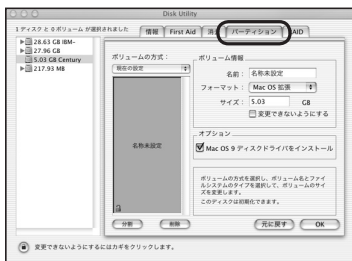 Disk Utility
1 ディスク と 0 ボリューム が選択されました
情報
First Aid
消去
パーティション
RAID
28.63 GB IBM-
27.96 GB
5.03 GB Century
217.93 MB
ボリュームの方式：
現在の設定
名称未設定
分割
削除
ボリューム情報
名前： 名称未設定
フォーマット： Mac OS 拡張
サイズ： 5.03 GB
変更できないようにする
オプション
Mac OS 9 ディスクドライバをインストール
ボリュームの方式を選択し、ボリューム名とファイ
ルシステムのタイプを選択して、ボリュームのサイ
ズを変更します。
このディスクは初期化できます。
元に戻す
OK
変更できないようにするにはカギをクリックします。